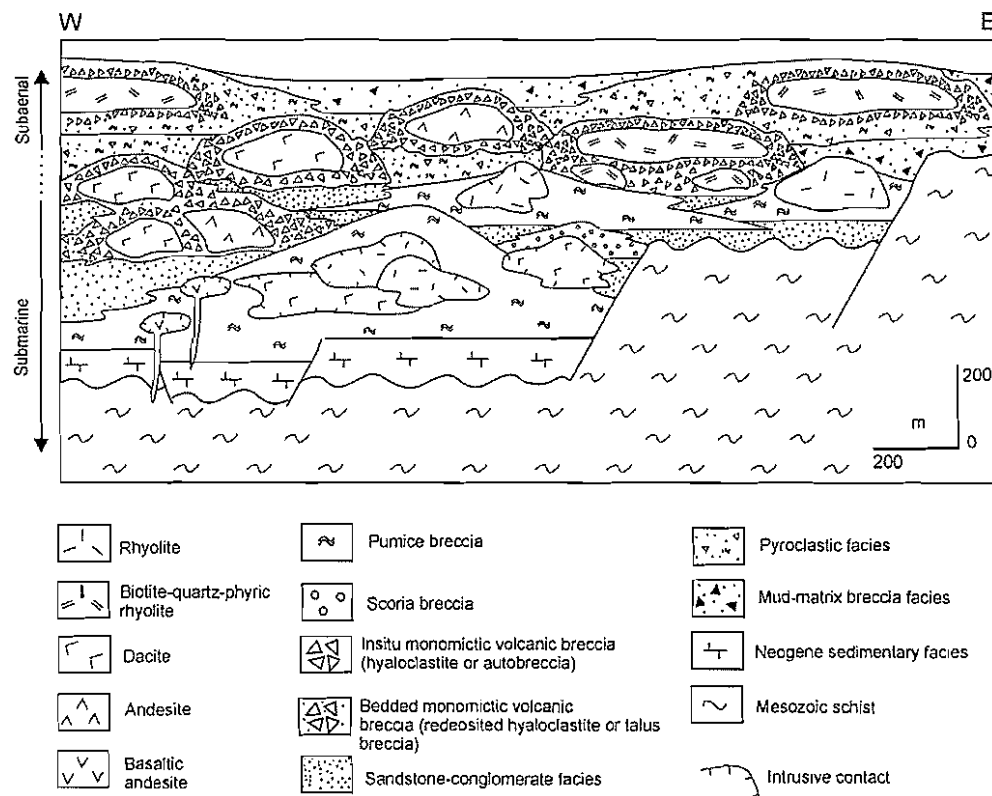 W
E
Subaerial
Submarine
200
m
0
200
Rhyolite
Biotite-quartz-phyric
rhyolite
Dacite
Andesite
Basaltic
andesite
Pumice breccia
Scoria breccia
Insitu monomictic volcanic breccia
(hyaloclastite or autobreccia)
Bedded monomictic volcanic
breccia (redeosited hyaloclastite or talus
breccia)
Sandstone-conglomerate facies
Pyroclastic facies
Mud-matrix breccia facies
Neogene sedimentary facies
Mesozoic schist
Intrusive contact